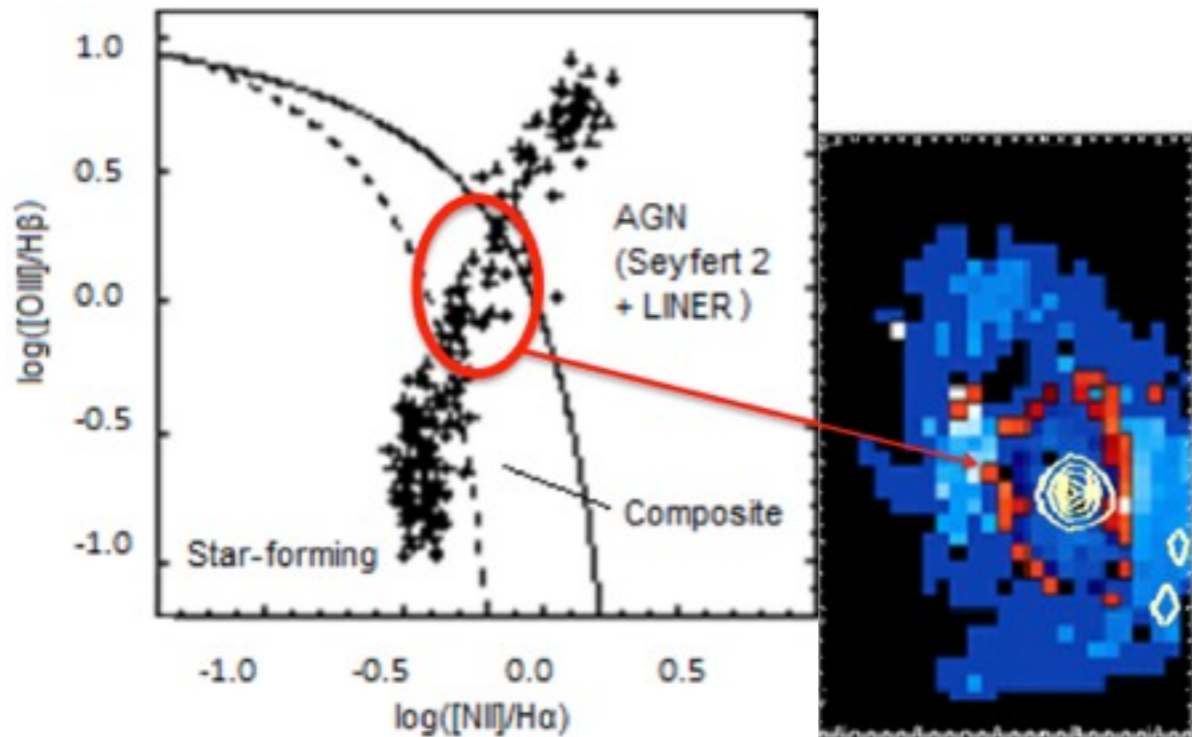 1.0
0.5
0.0
-0.5
-1.0
log([OIII]/Hβ)
AGN
(Seyfert 2
+ LINER )
Composite
Star-forming
-1.0 -0.5 0.0 0.5
log([NII]/Hα)